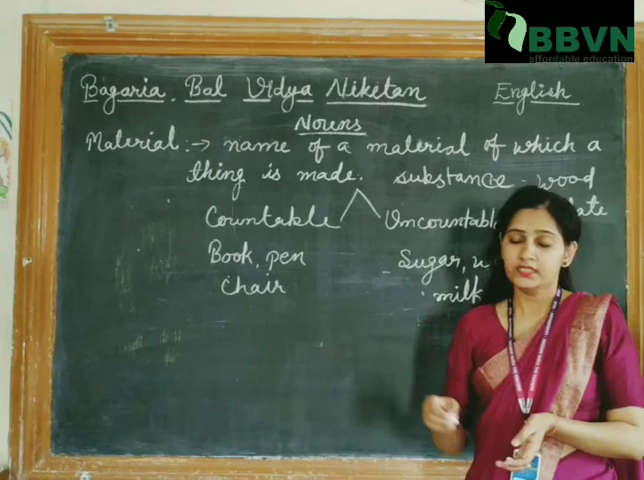 BBVN
affordable education
Bagaria Bal Vidya Niketan English
Nouns
Material :→ name of a material of which a
thing is made. substance - wood
Countable Uncountable
Book, pen Sugar,
Chair milk